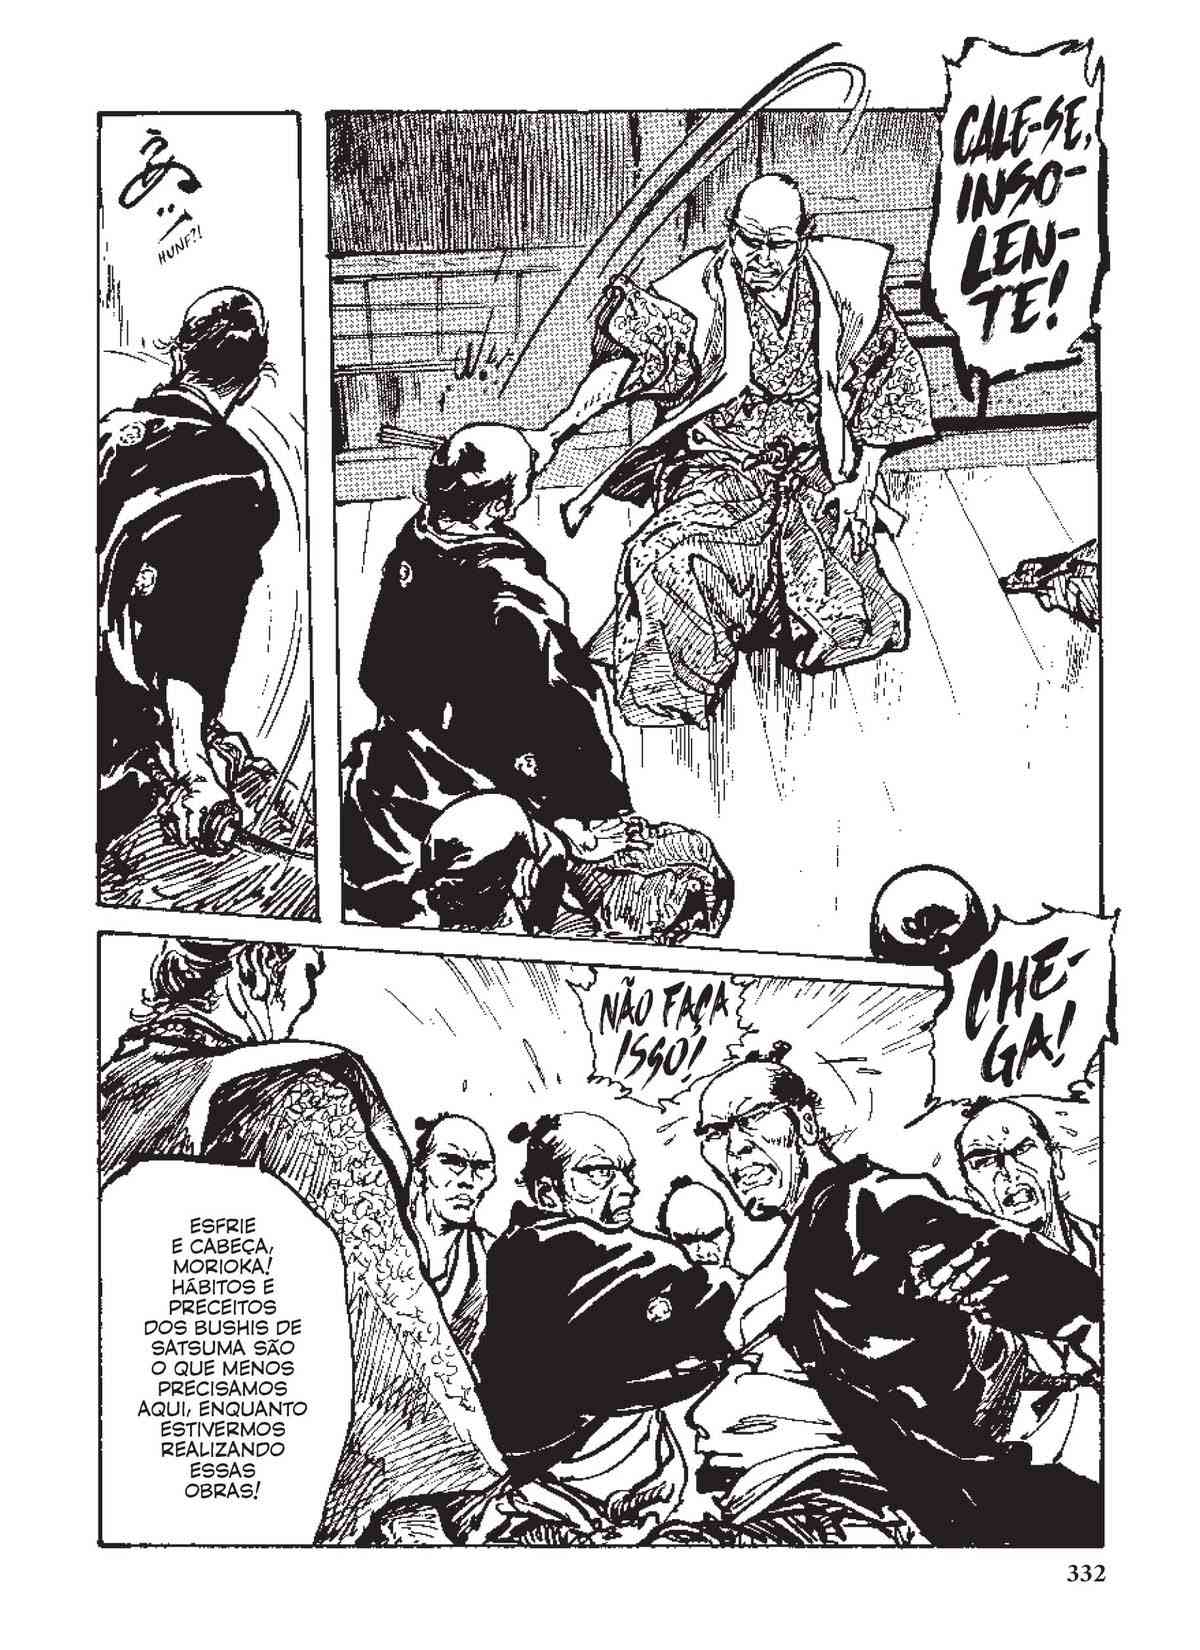 CALE-SE,
INSO-
LEN-
TE!
HUNF?!
CHE-
GA!
NÃO FAÇA
ISSO!
ESFRIE
E CABEÇA,
MORIOKA!
HÁBITOS E
PRECEITOS
DOS BUSHIS DE
SATSUMA SÃO
O QUE MENOS
PRECISAMOS
AQUI, ENQUANTO
ESTIVERMOS
REALIZANDO
ESSAS
OBRAS!
332